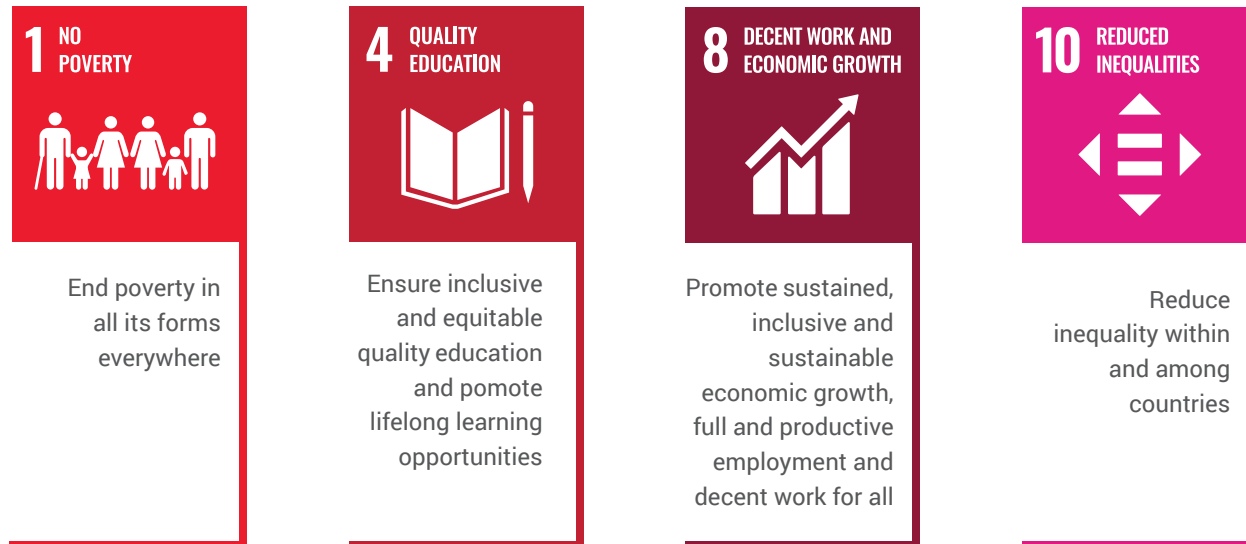 1 NO
POVERTY
End poverty in
all its forms
everywhere
4 QUALITY
EDUCATION
Ensure inclusive
and equitable
quality education
and pomote
lifelong learning
opportunities
8 DECENT WORK AND
ECONOMIC GROWTH
Promote sustained,
inclusive and
sustainable
economic growth,
full and productive
employment and
decent work for all
10 REDUCED
INEQUALITIES
Reduce
inequality within
and among
countries